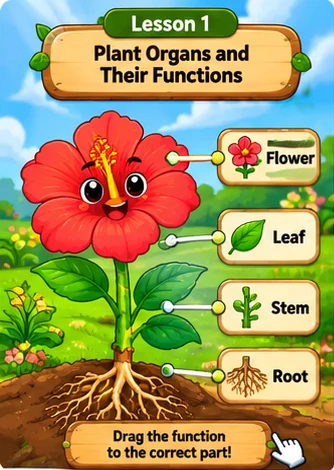 Lesson 1
Plant Organs and
Their Functions
Flower
Leaf
Stem
Root
Drag the function
to the correct part!